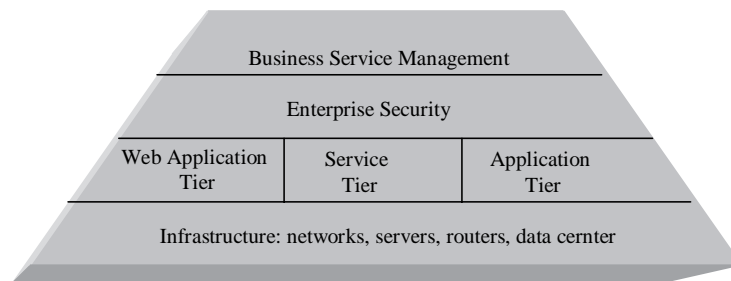 Business Service Management
Enterprise Security
Web Application
Tier
Service
Tier
Application
Tier
Infrastructure: networks, servers, routers, data cernter